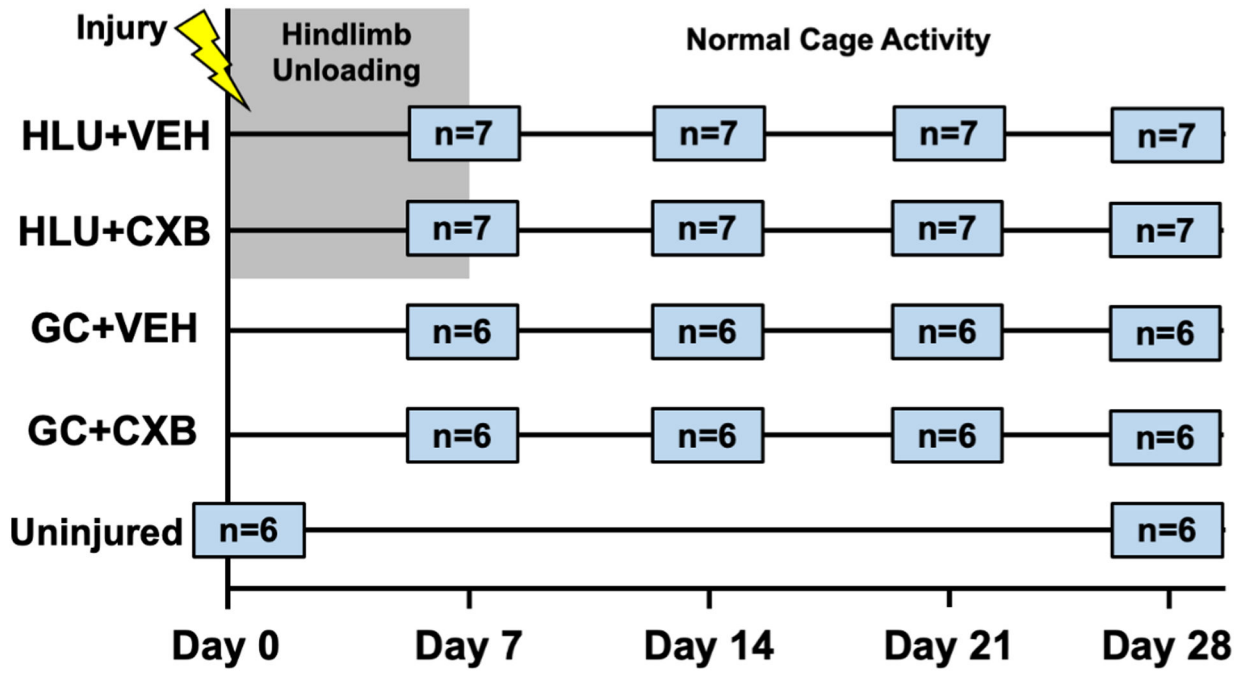 Injury
Hindlimb
Unloading
Normal Cage Activity
HLU+VEH n=7 n=7 n=7 n=7
HLU+CXB n=7 n=7 n=7 n=7
GC+VEH n=6 n=6 n=6 n=6
GC+CXB n=6 n=6 n=6 n=6
Uninjured n=6 n=6
Day 0 Day 7 Day 14 Day 21 Day 28